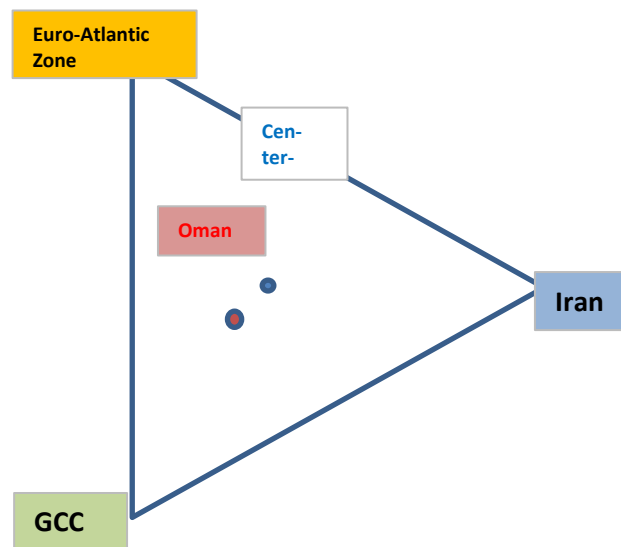 Euro-Atlantic
Zone
Cen-
ter-
Oman
Iran
GCC